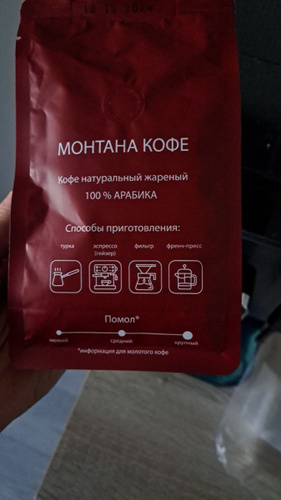 МОНТАНА КОФЕ
Кофе натуральный жареный
100 % АРАБИКА
Способы приготовления:
турка эспрессо фильтр френч-пресс
(гейзер)
Помол*
мелкий средний крупный
*информация для молотого кофе